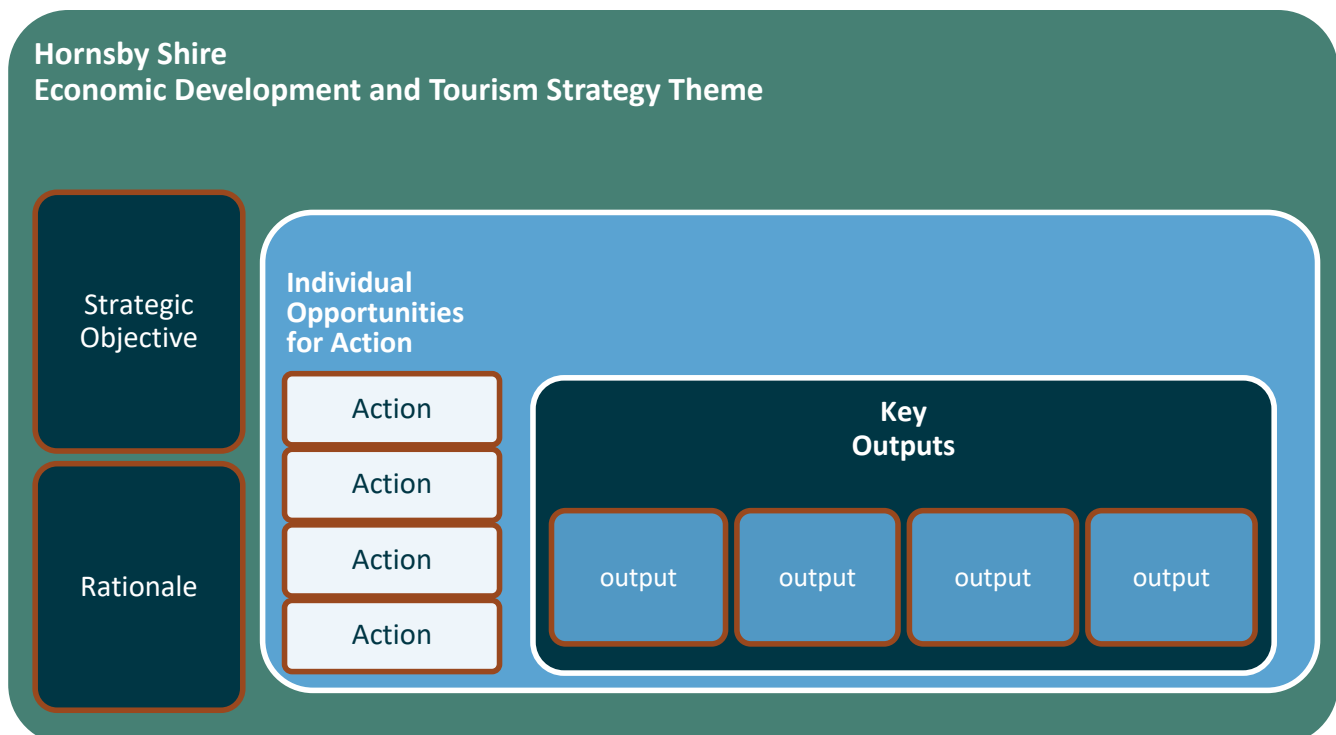 Hornsby Shire
Economic Development and Tourism Strategy Theme
Strategic
Objective
Rationale
Individual
Opportunities
for Action
Action
Action
Action
Action
Key
Outputs
output
output
output
output